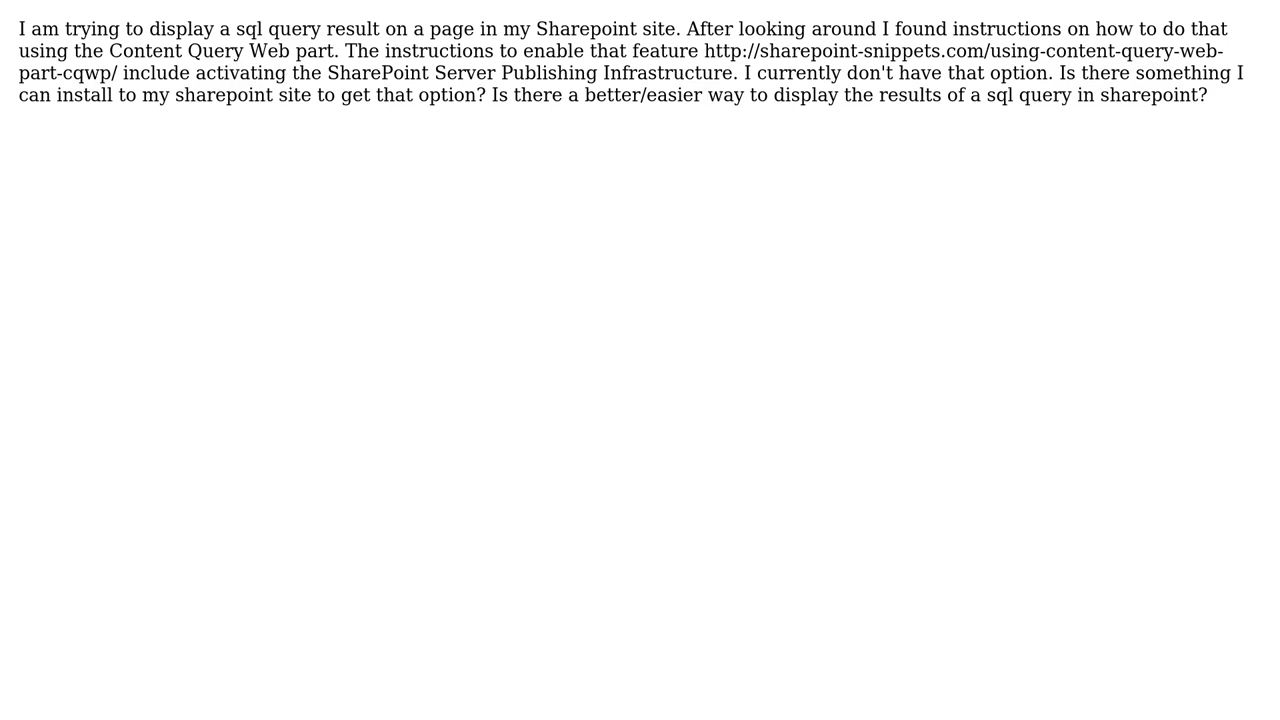 I am trying to display a sql query result on a page in my Sharepoint site. After looking around I found instructions on how to do that
using the Content Query Web part. The instructions to enable that feature http://sharepoint-snippets.com/using-content-query-web-
part-cqwp/ include activating the SharePoint Server Publishing Infrastructure. I currently don't have that option. Is there something I
can install to my sharepoint site to get that option? Is there a better/easier way to display the results of a sql query in sharepoint?